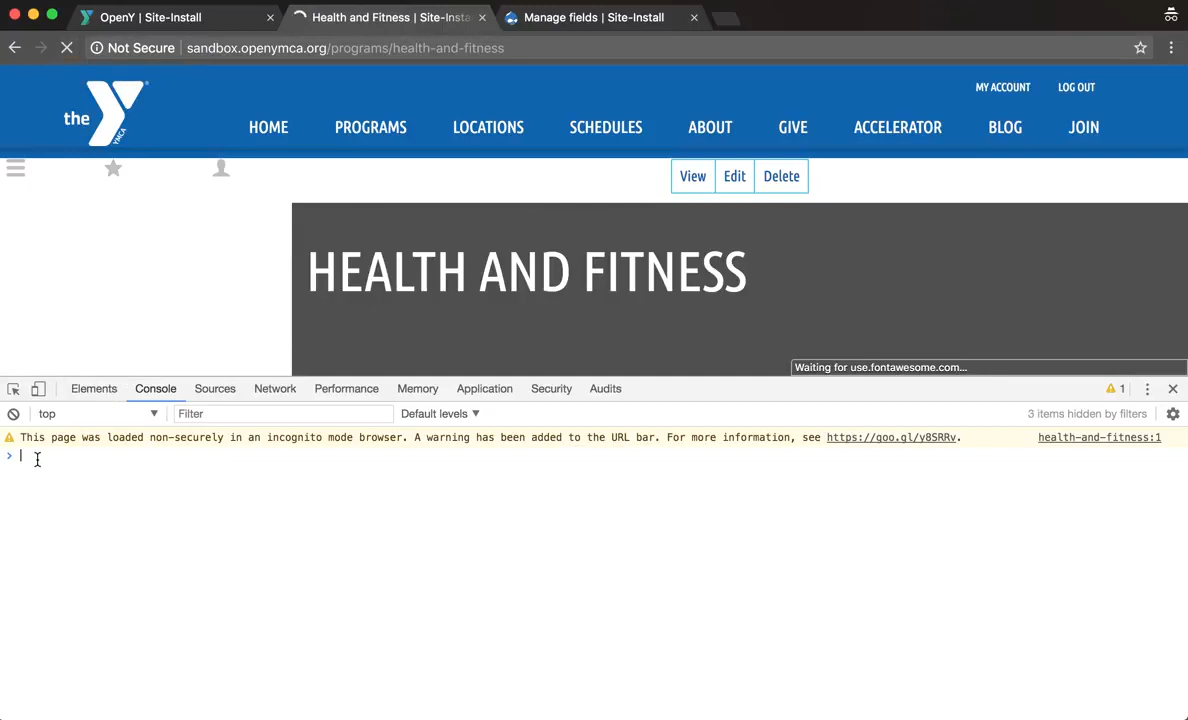 OpenY | Site-Install
Health and Fitness | Site-Insta
Manage fields | Site-Install
Not Secure
sandbox.openymca.org/programs/health-and-fitness
MY ACCOUNT
LOG OUT
the
YMCA
HOME
PROGRAMS
LOCATIONS
SCHEDULES
ABOUT
GIVE
ACCELERATOR
BLOG
JOIN
View
Edit
Delete
HEALTH AND FITNESS
Waiting for use.fontawesome.com...
Elements
Console
Sources
Network
Performance
Memory
Application
Security
Audits
1
top
Filter
Default levels
3 items hidden by filters
This page was loaded non-securely in an incognito mode browser. A warning has been added to the URL bar. For more information, see https://goo.gl/y8SRRv.
health-and-fitness:1